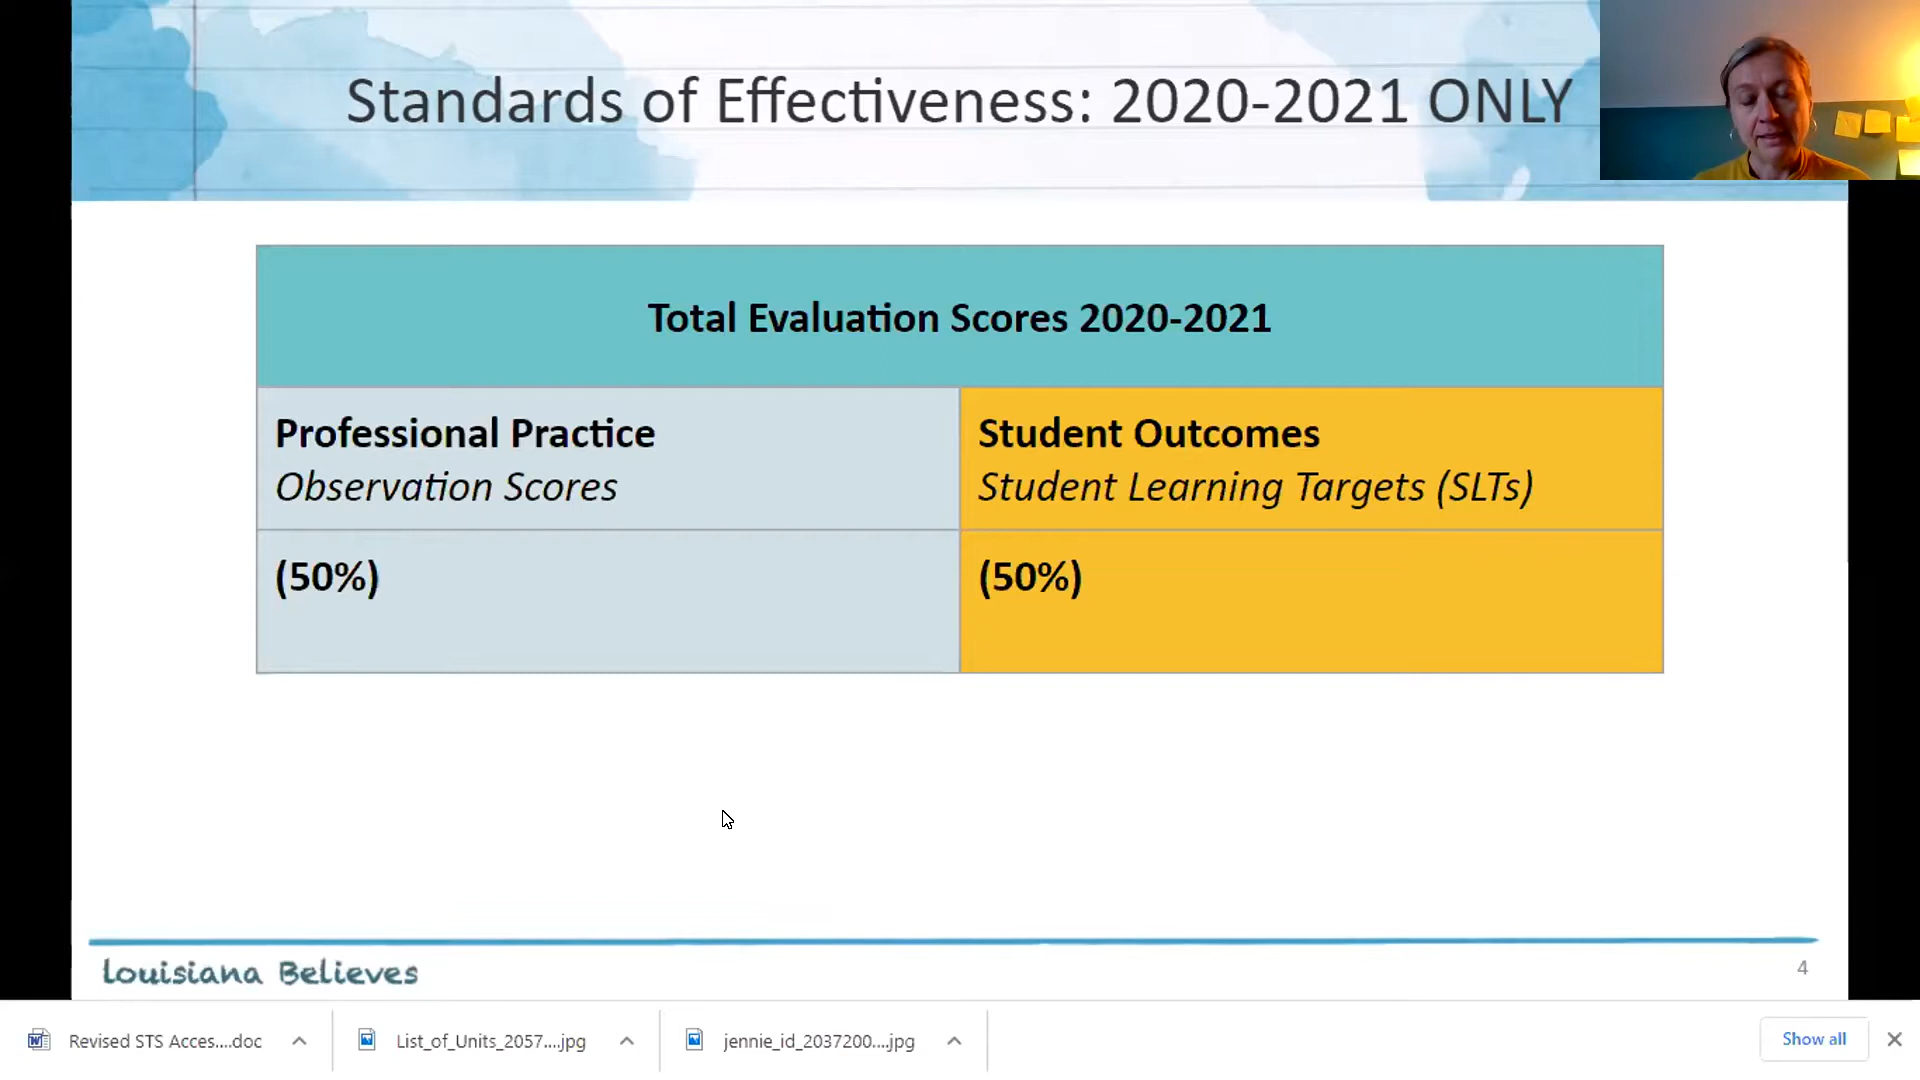 Standards of Effectiveness: 2020-2021 ONLY
Total Evaluation Scores 2020-2021
Professional Practice
Observation Scores
Student Outcomes
Student Learning Targets (SLTs)
(50%)
(50%)
Louisiana Believes
4
Revised STS Acces....doc
List_of_Units_2057....jpg
jennie_id_2037200....jpg
Show all